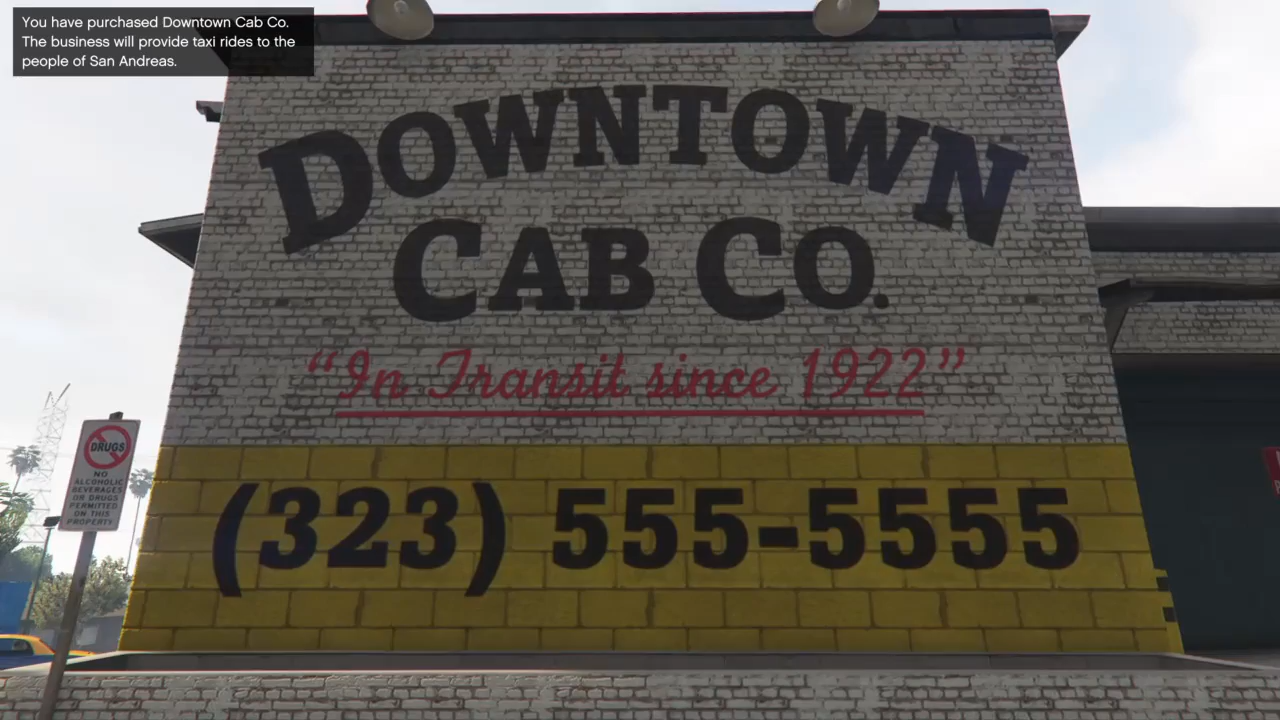 You have purchased Downtown Cab Co.
The business will provide taxi rides to the
people of San Andreas.
DOWNTOWN
CAB CO.
“In Transit since 1922”
(323) 555-5555
DRUGS
NO
ALCOHOLIC
BEVERAGES
OR DRUGS
PERMITTED
ON THIS
PROPERTY